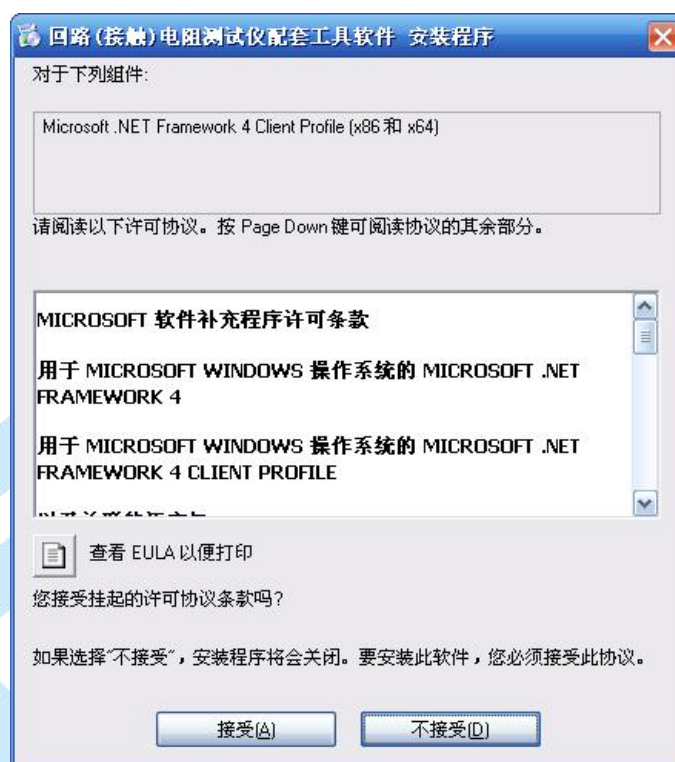 回路(接触)电阻测试仪配套工具软件 安装程序
对于下列组件:
Microsoft .NET Framework 4 Client Profile (x86 和 x64)
请阅读以下许可协议。按 Page Down 键可阅读协议的其余部分。
MICROSOFT 软件补充程序许可条款
用于 MICROSOFT WINDOWS 操作系统的 MICROSOFT .NET
FRAMEWORK 4
用于 MICROSOFT WINDOWS 操作系统的 MICROSOFT .NET
FRAMEWORK 4 CLIENT PROFILE
查看 EULA 以便打印
您接受挂起的许可协议条款吗?
如果选择“不接受”，安装程序将会关闭。要安装此软件，您必须接受此协议。
接受(A)
不接受(D)